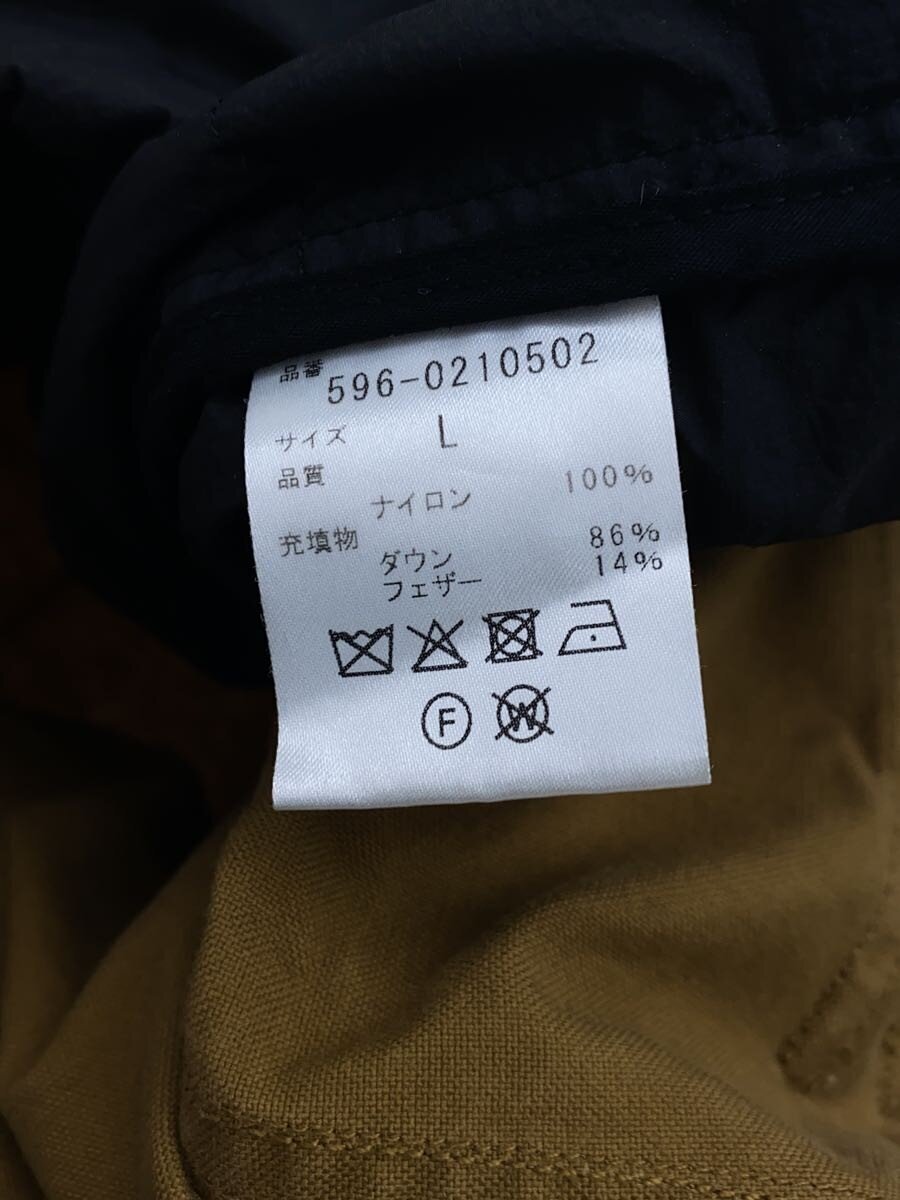 品番 596-0210502
サイズ L
品質
ナイロン 100%
充填物
ダウン 86%
フェザー 14%
F W